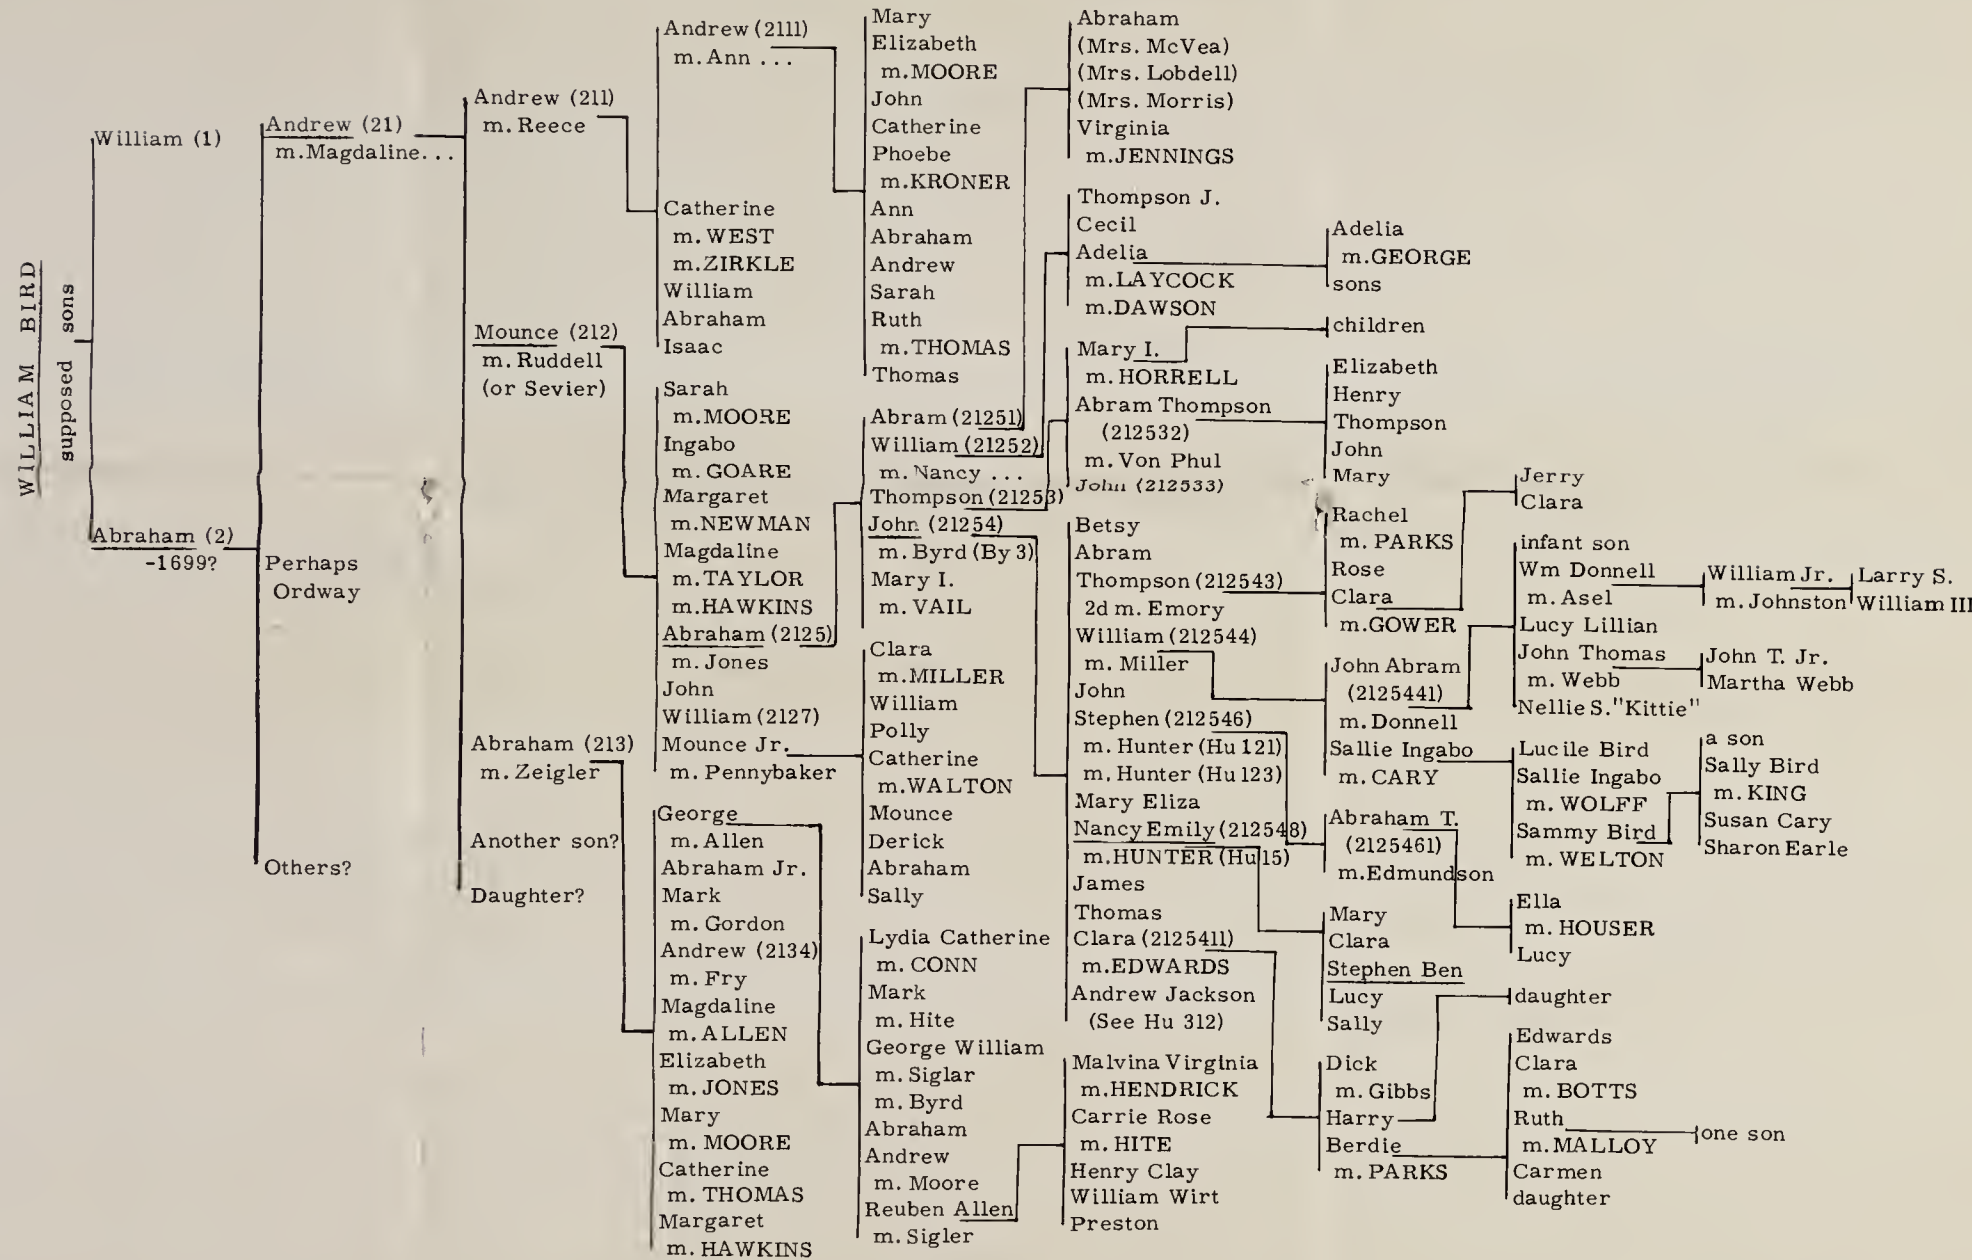 WILLIAM BIRD
supposed sons
William (1)
Abraham (2)
-1699?
Andrew (21)
m.Magdaline...
Perhaps
Ordway
Others?
Andrew (211)
m. Reece
Mounce (212)
m. Ruddell
(or Sevier)
Abraham (213)
m. Zeigler
Another son?
Daughter?
Andrew (2111)
m. Ann ...
Catherine
m. WEST
m. ZIRKLE
William
Abraham
Isaac
Sarah
m. MOORE
Ingabo
m. GOARE
Margaret
m. NEWMAN
Magdaline
m. TAYLOR
m. HAWKINS
Abraham (2125)
m. Jones
John
William (2127)
Mounce Jr.
m. Pennybaker
George
m. Allen
Abraham Jr.
Mark
m. Gordon
Andrew (2134)
m. Fry
Magdaline
m. ALLEN
Elizabeth
m. JONES
Mary
m. MOORE
Catherine
m. THOMAS
Margaret
m. HAWKINS
Mary
Elizabeth
m. MOORE
John
Catherine
Phoebe
m. KRONER
Ann
Abraham
Andrew
Sarah
Ruth
m. THOMAS
Thomas
Abram (21251)
William (21252)
m. Nancy ...
Thompson (21253)
John (21254)
m. Byrd (By 3)
Mary I.
m. VAIL
Clara
m. MILLER
William
Polly
Catherine
m. WALTON
Mounce
Derick
Abraham
Sally
Lydia Catherine
m. CONN
Mark
m. Hite
George William
m. Siglar
m. Byrd
Abraham
Andrew
m. Moore
Reuben Allen
m. Sigler
Abraham
(Mrs. McVea)
(Mrs. Lobdell)
(Mrs. Morris)
Virginia
m. JENNINGS
Thompson J.
Cecil
Adelia
m. LAYCOCK
m. DAWSON
Mary I.
m. HORRELL
Abram Thompson
(212532)
m. Von Phul
John (212533)
Betsy
Abram
Thompson (212543)
2d m. Emory
William (212544)
m. Miller
John
Stephen (212546)
m. Hunter (Hu 121)
m. Hunter (Hu 123)
Mary Eliza
Nancy Emily (212548)
m. HUNTER (Hu 15)
James
Thomas
Clara (2125411)
m. EDWARDS
Andrew Jackson
(See Hu 312)
Malvina Virginia
m. HENDRICK
Carrie Rose
m. HITE
Henry Clay
William Wirt
Preston
Adelia
m. GEORGE
sons
children
Elizabeth
Henry
Thompson
John
Mary
Rachel
m. PARKS
Rose
Clara
m. GOWER
John Abram
(2125441)
m. Donnell
Sallie Ingabo
m. CARY
Abraham T.
(2125461)
m. Edmundson
Mary
Clara
Stephen Ben
Lucy
Sally
Dick
m. Gibbs
Harry
Berdie
m. PARKS
Jerry
Clara
infant son
Wm Donnell
m. Asel
Lucy Lillian
John Thomas
m. Webb
Nellie S."Kittie"
Lucile Bird
Sallie Ingabo
m. WOLFF
Sammy Bird
m. WELTON
Ella
m. HOUSER
Lucy
daughter
Edwards
Clara
m. BOTTS
Ruth
m. MALLOY
Carmen
daughter
William Jr.
m. Johnston
John T. Jr.
Martha Webb
a son
Sally Bird
m. KING
Susan Cary
Sharon Earle
one son
Larry S.
William III